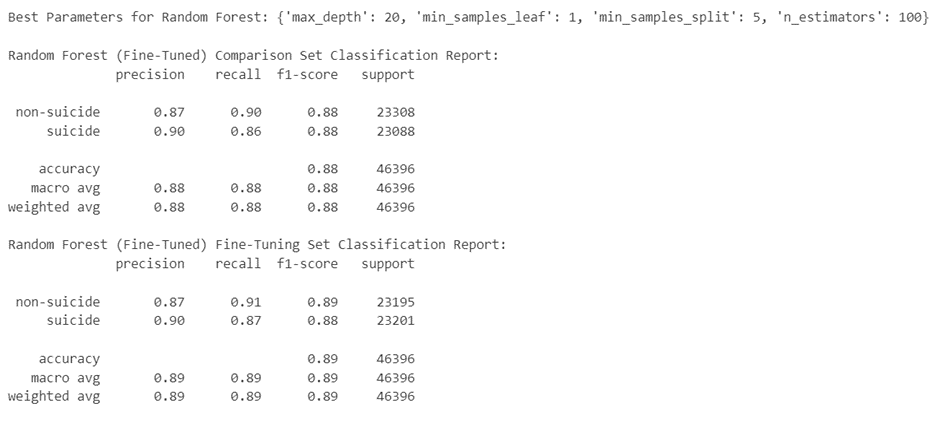 Best Parameters for Random Forest: {'max_depth': 20, 'min_samples_leaf': 1, 'min_samples_split': 5, 'n_estimators': 100}
Random Forest (Fine-Tuned) Comparison Set Classification Report:
precision recall f1-score support
non-suicide 0.87 0.90 0.88 23308
suicide 0.90 0.86 0.88 23088
accuracy 0.88 46396
macro avg 0.88 0.88 0.88 46396
weighted avg 0.88 0.88 0.88 46396
Random Forest (Fine-Tuned) Fine-Tuning Set Classification Report:
precision recall f1-score support
non-suicide 0.87 0.91 0.89 23195
suicide 0.90 0.87 0.88 23201
accuracy 0.89 46396
macro avg 0.89 0.89 0.89 46396
weighted avg 0.89 0.89 0.89 46396